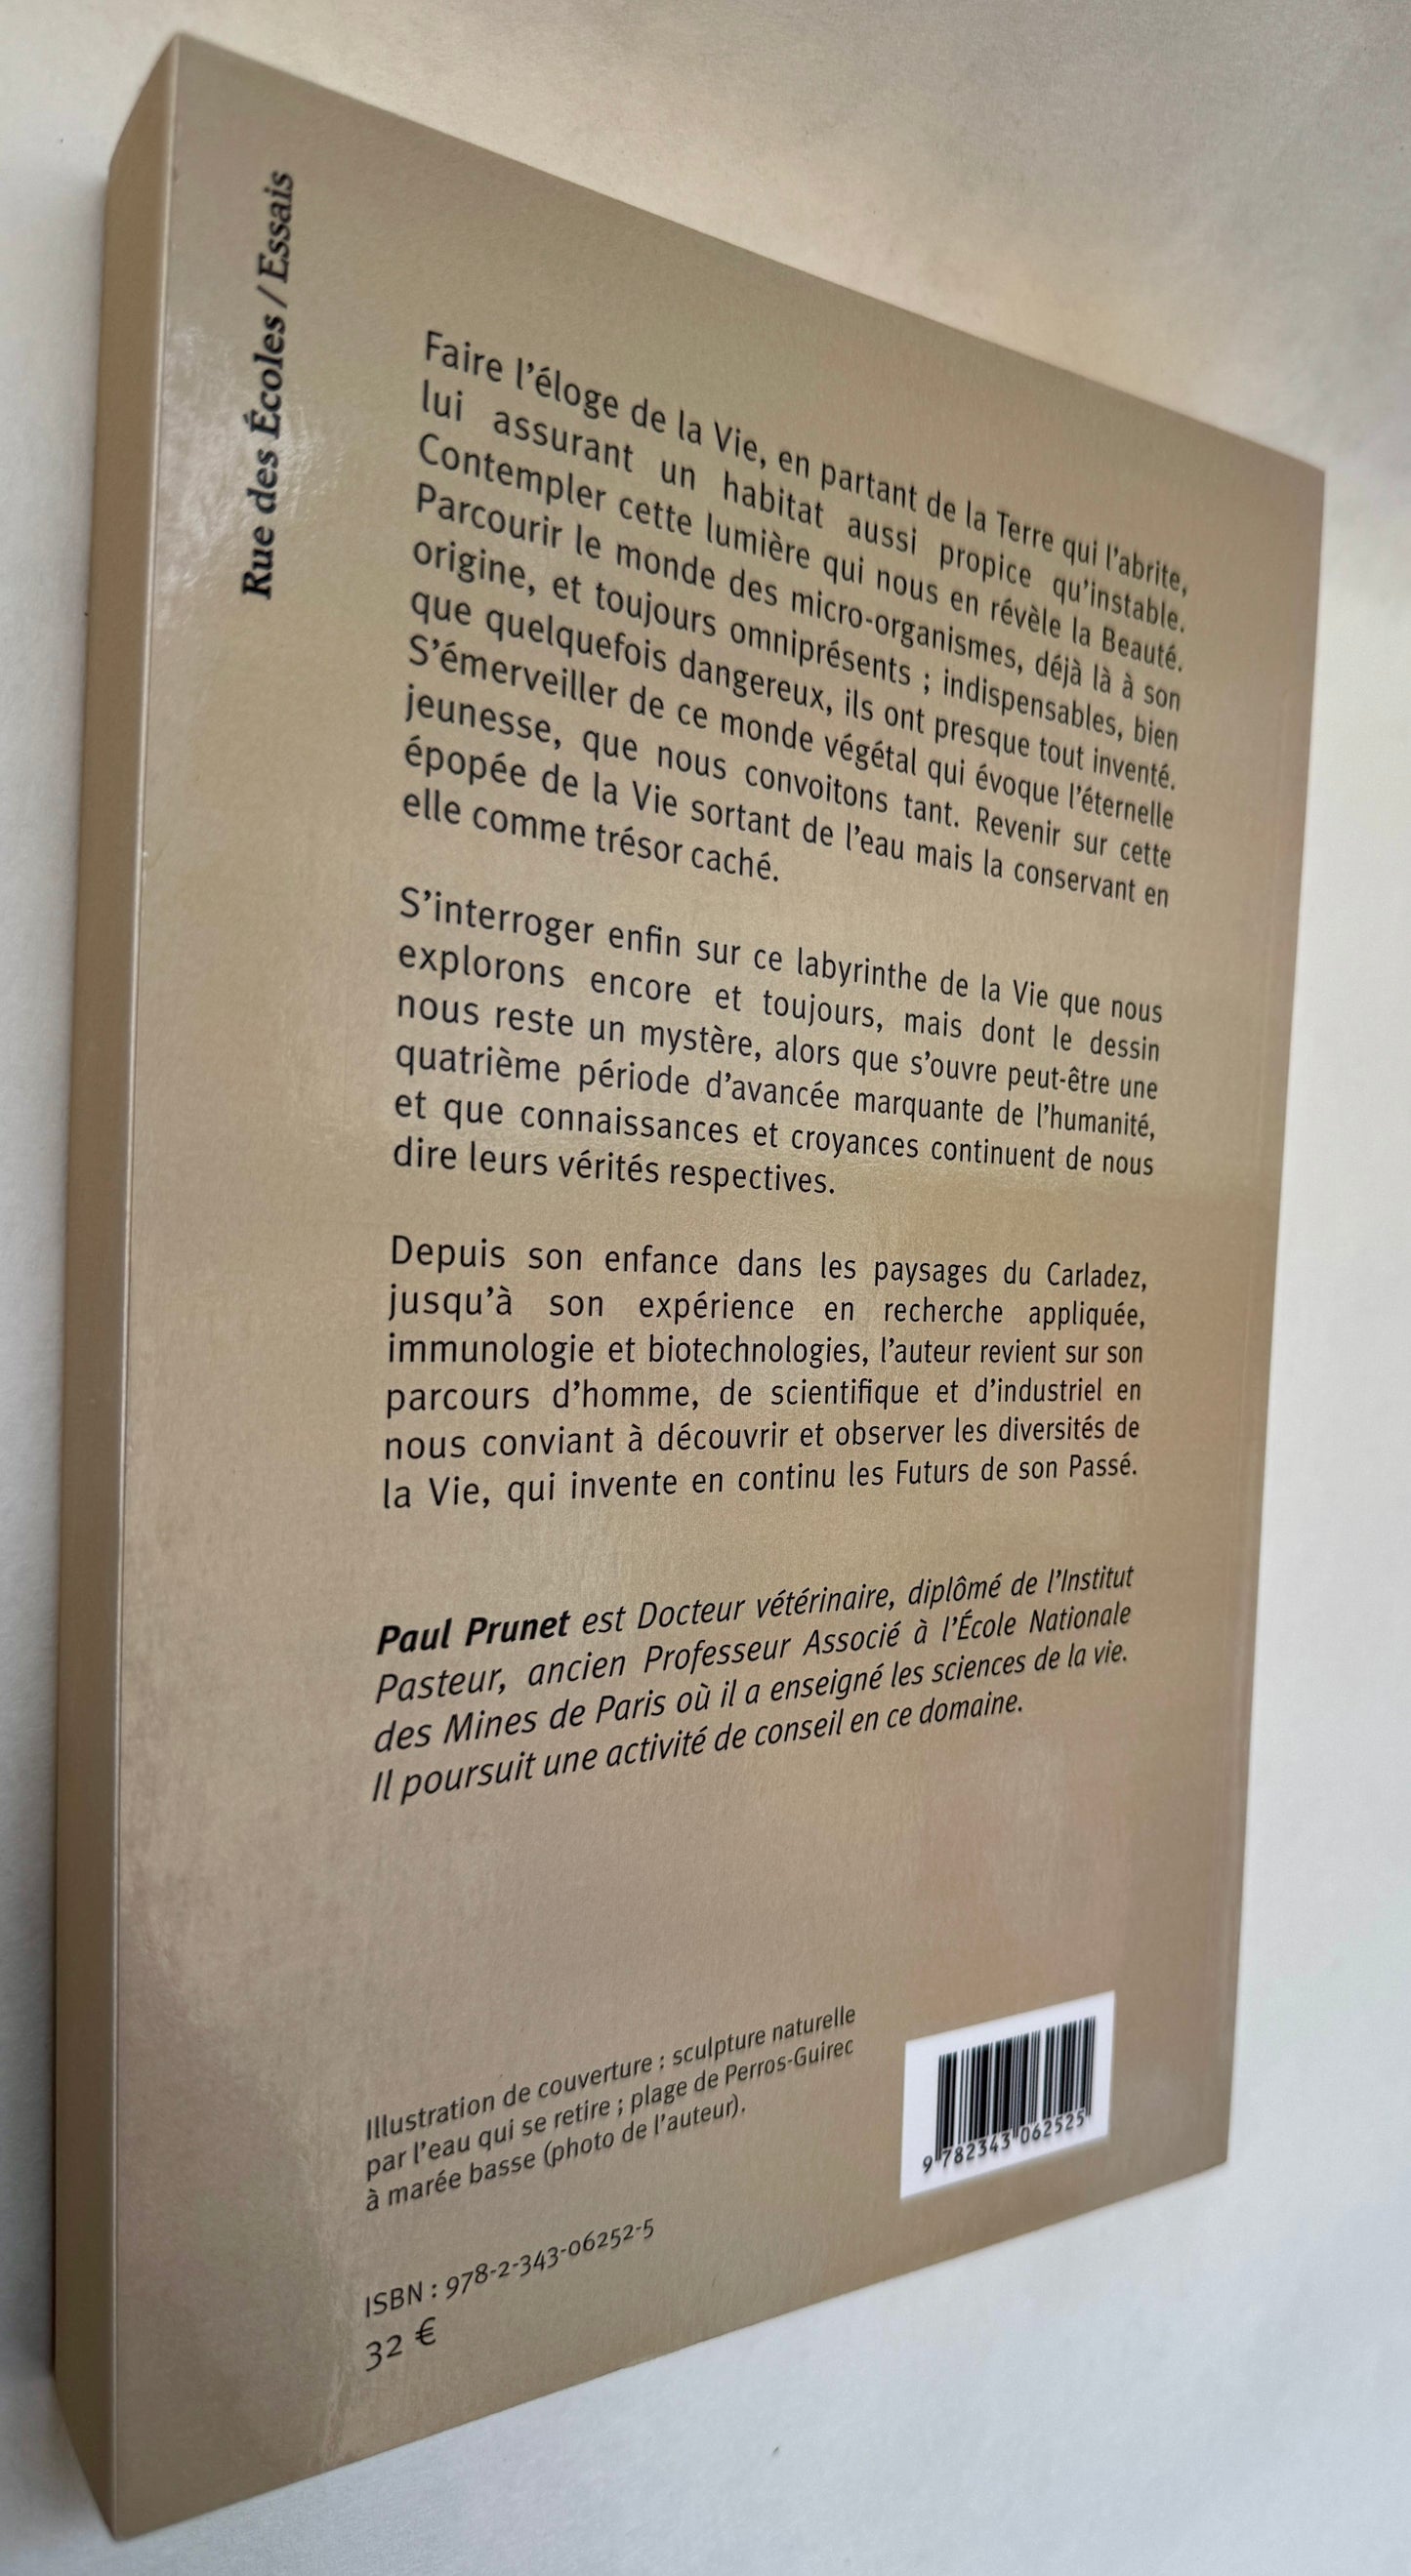 Rue des Écoles / Essais
Faire l’éloge de la Vie, en partant de la Terre qui l’abrite,
lui assurant un habitat aussi propice qu’instable.
Contempler cette lumière qui nous en révèle la Beauté.
Parcourir le monde des micro-organismes, déjà là à son
origine, et toujours omniprésents ; indispensables, bien
que quelquefois dangereux, ils ont presque tout inventé.
S’émerveiller de ce monde végétal qui évoque l’éternelle
jeunesse, que nous convoitons tant. Revenir sur cette
épopée de la Vie sortant de l’eau mais la conservant en
elle comme trésor caché.
S’interroger enfin sur ce labyrinthe de la Vie que nous
explorons encore et toujours, mais dont le dessin
nous reste un mystère, alors que s’ouvre peut-être une
quatrième période d’avancée marquante de l’humanité,
et que connaissances et croyances continuent de nous
dire leurs vérités respectives.
Depuis son enfance dans les paysages du Carladez,
jusqu’à son expérience en recherche appliquée,
immunologie et biotechnologies, l’auteur revient sur son
parcours d’homme, de scientifique et d’industriel en
nous conviant à découvrir et observer les diversités de
la Vie, qui invente en continu les Futurs de son Passé.
Paul Prunet est Docteur vétérinaire, diplômé de l’Institut
Pasteur, ancien Professeur Associé à l’École Nationale
des Mines de Paris où il a enseigné les sciences de la vie.
Il poursuit une activité de conseil en ce domaine.
Illustration de couverture : sculpture naturelle
par l’eau qui se retire ; plage de Perros-Guirec
à marée basse (photo de l’auteur).
ISBN : 978-2-343-06252-5
32 €
9 782343 062525